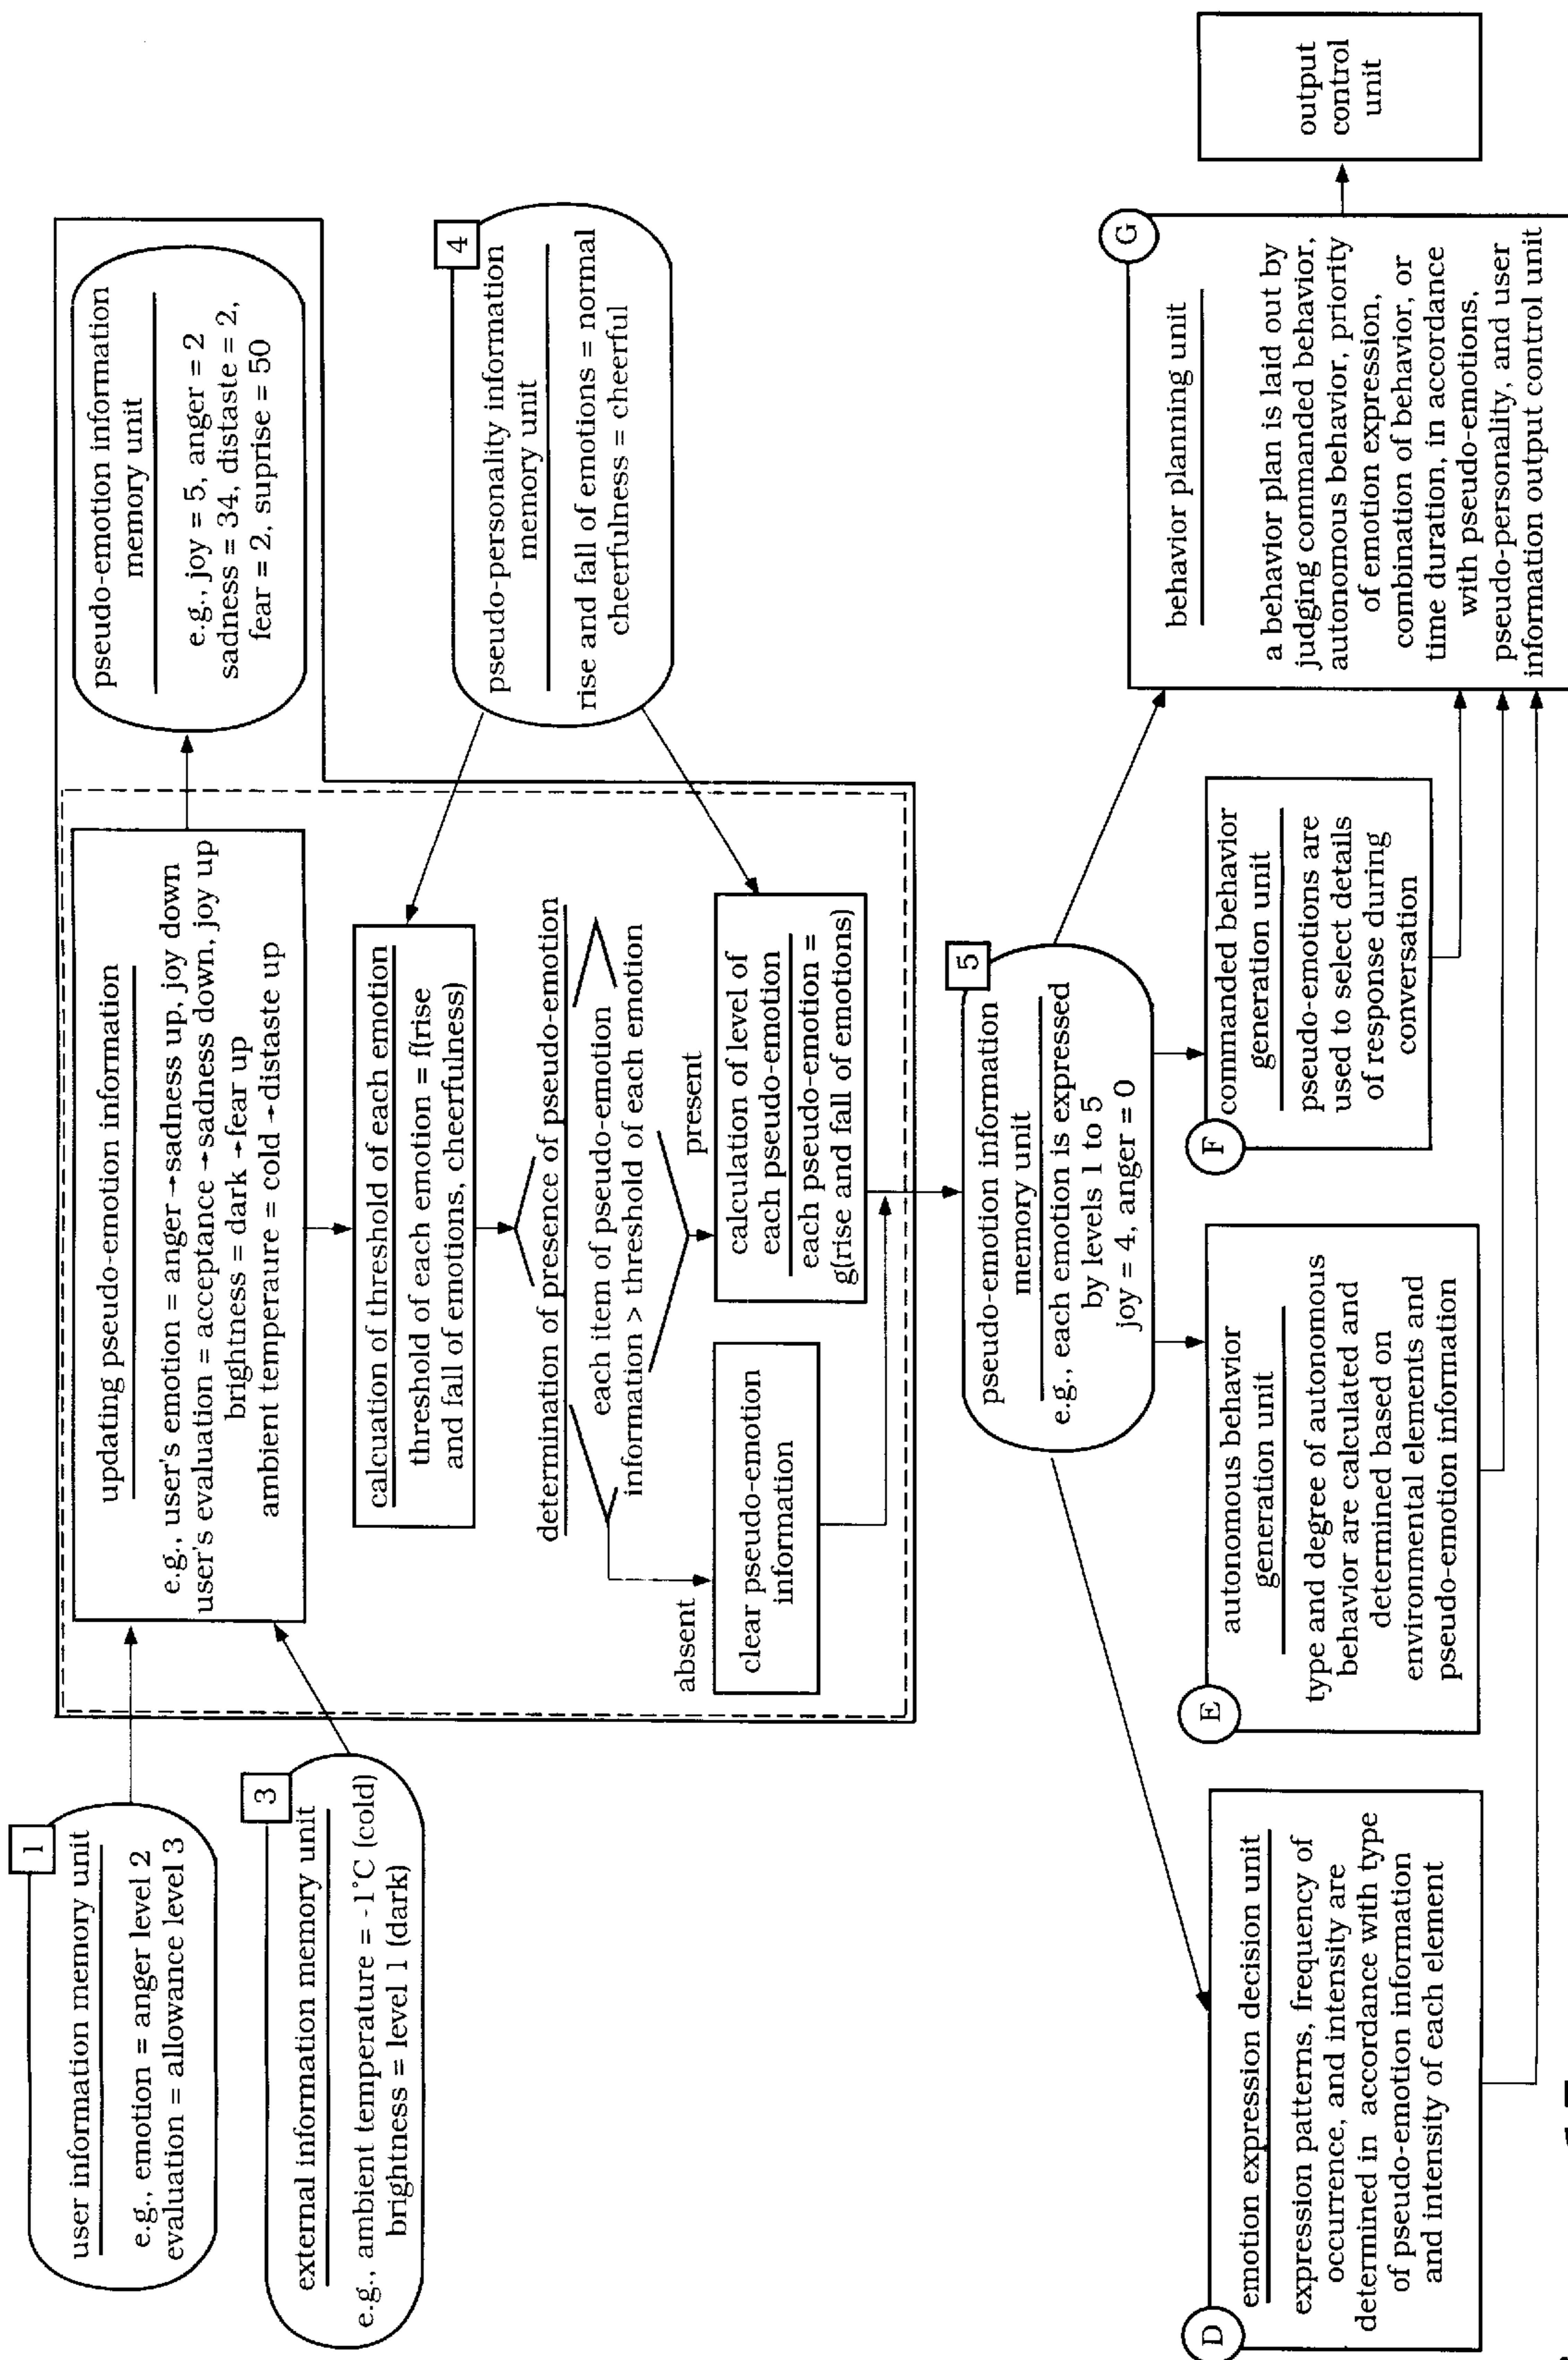 1
user information memory unit
e.g., emotion = anger level 2
evaluation = allowance level 3
3
external information memory unit
e.g., ambient temperature = -1°C (cold)
brightness = level 1 (dark)
updating pseudo-emotion information
e.g., user's emotion = anger→sadness up, joy down
user's evaluation = acceptance→sadness down, joy up
brightness = dark→fear up
ambient temperaure = cold→distaste up
pseudo-emotion information
memory unit
e.g., joy = 5, anger = 2
sadness = 34, distaste = 2,
fear = 2, suprise = 50
4
pseudo-personality information
memory unit
rise and fall of emotions = normal
cheerfulness = cheerful
calcuation of threshold of each emotion
threshold of each emotion = f(rise
and fall of emotions, cheerfulness)
determination of presence of pseudo-emotion
each item of pseudo-emotion
information > threshold of each emotion
absent
present
clear pseudo-emotion
information
calculation of level of
each pseudo-emotion
each pseudo-emotion =
g(rise and fall of emotions)
5
pseudo-emotion information
memory unit
e.g., each emotion is expressed
by levels 1 to 5
joy = 4, anger = 0
D
emotion expression decision unit
expression patterns, frequency of
occurrence, and intensity are
determined in accordance with type
of pseudo-emotion information
and intensity of each element
E
autonomous behavior
generation unit
type and degree of autonomous
behavior are calculated and
determined based on
environmental elements and
pseudo-emotion information
F
commanded behavior
generation unit
pseudo-emotions are
used to select details
of response during
conversation
G
behavior planning unit
a behavior plan is laid out by
judging commanded behavior,
autonomous behavior, priority
of emotion expression,
combination of behavior, or
time duration, in accordance
with pseudo-emotions,
pseudo-personality, and user
information output control unit
output
control
unit